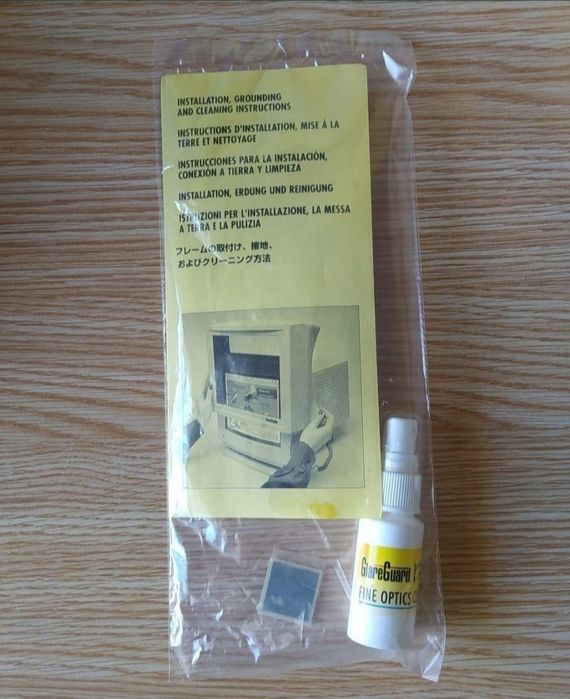 INSTALLATION, GROUNDING
AND CLEANING INSTRUCTIONS
INSTRUCTIONS D'INSTALLATION, MISE À LA
TERRE ET NETTOYAGE
INSTRUCCIONES PARA LA INSTALACIÓN,
CONEXIÓN A TIERRA Y LIMPIEZA
INSTALLATION, ERDUNG UND REINIGUNG
ISTRUZIONI PER L'INSTALLAZIONE, LA MESSA
A TERRA E LA PULIZIA
フレームの取付け、接地、
およびクリーニング方法
GlareGuard
FINE OPTICS